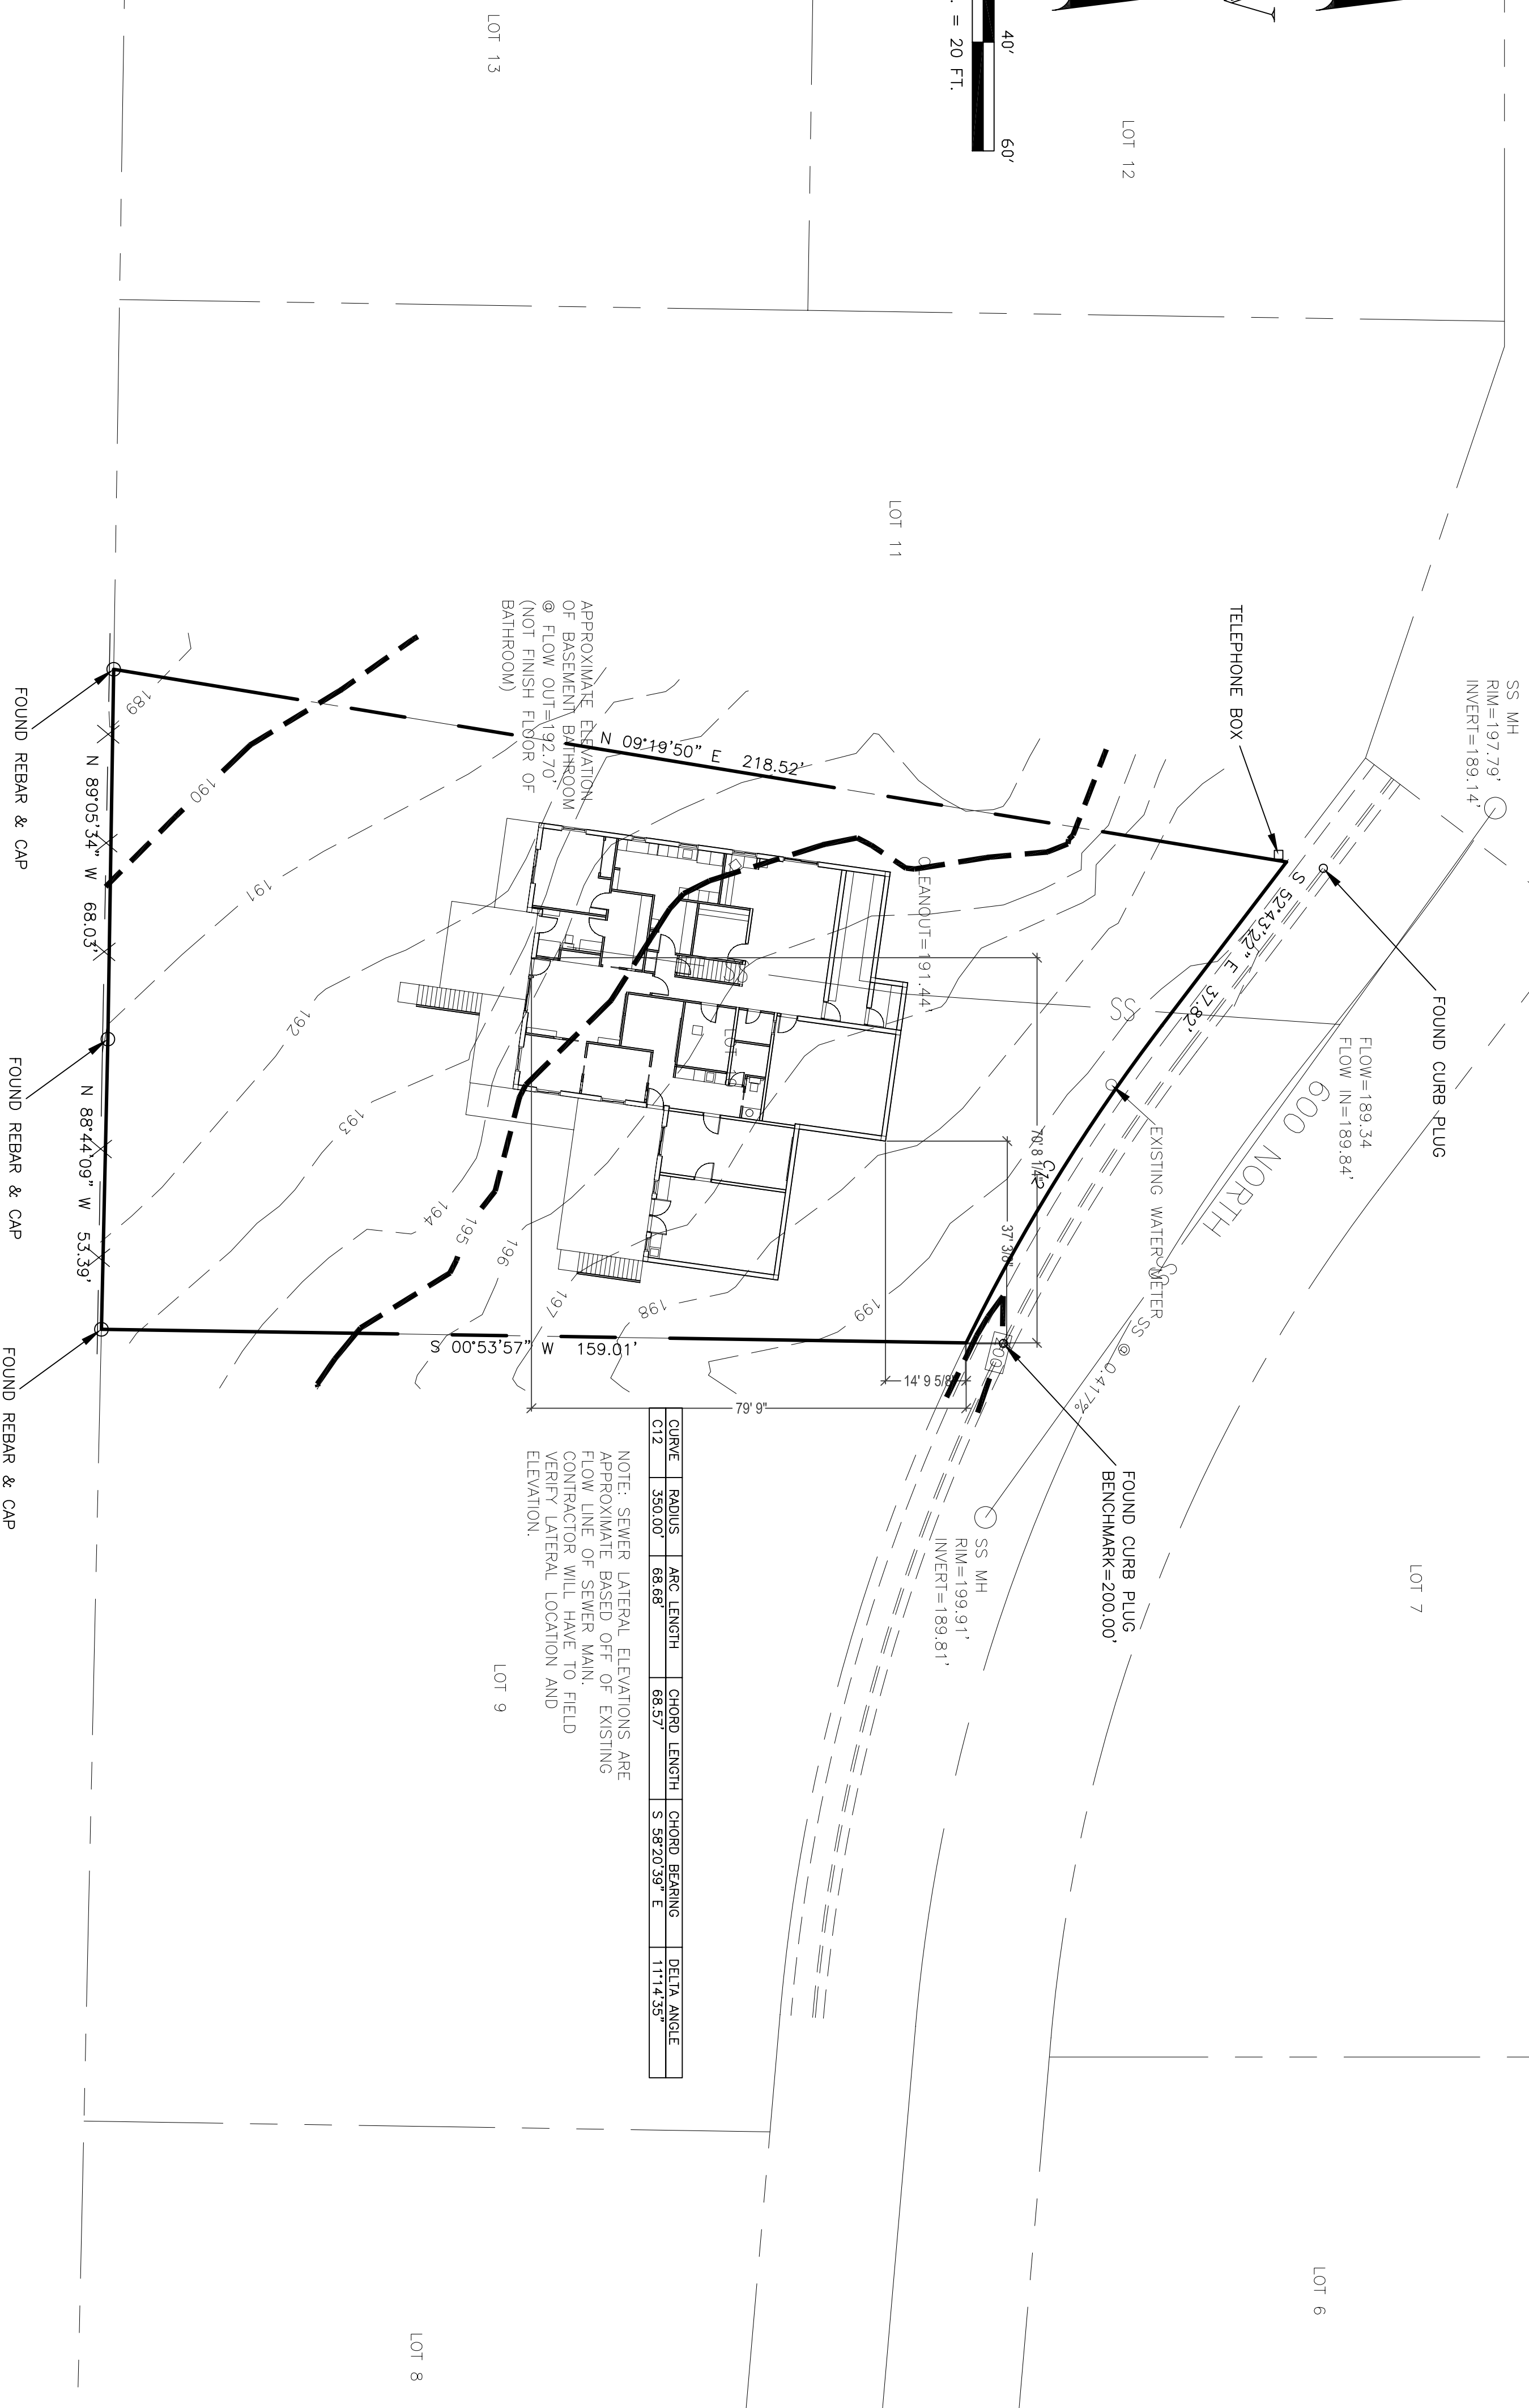 40'
60'
. = 20 FT.
LOT 13
LOT 12
LOT 11
SS MH
RIM=197.79'
INVERT=189.14'
TELEPHONE BOX
FOUND CURB PLUG
S 52°43'22" E 37.82'
FLOW=189.34
FLOW IN=189.84'
600 NORTH
SS
CLEANOUT=191.44'
EXISTING WATER METER
S
SS @ 0.417%
C12
70' 8 1/4"
37' 3/8"
14' 9 5/8"
79' 9"
200
FOUND CURB PLUG
BENCHMARK=200.00'
SS MH
RIM=199.91'
INVERT=189.81'
APPROXIMATE ELEVATION
OF BASEMENT BATHROOM
@ FLOW OUT=192.70'
(NOT FINISH FLOOR OF
BATHROOM)
N 09°19'50" E 218.52'
LOT
189
190
191
192
193
194
195
196
197
198
199
S 00°53'57" W 159.01'
N 89°05'34" W 68.03'
N 88°44'09" W 53.39'
FOUND REBAR & CAP
FOUND REBAR & CAP
FOUND REBAR & CAP
CURVE RADIUS ARC LENGTH CHORD LENGTH CHORD BEARING DELTA ANGLE
C12 350.00' 68.68' 68.57' S 58°20'39" E 11°14'35"
NOTE: SEWER LATERAL ELEVATIONS ARE
APPROXIMATE BASED OFF OF EXISTING
FLOW LINE OF SEWER MAIN.
CONTRACTOR WILL HAVE TO FIELD
VERIFY LATERAL LOCATION AND
ELEVATION.
LOT 7
LOT 9
LOT 6
LOT 8